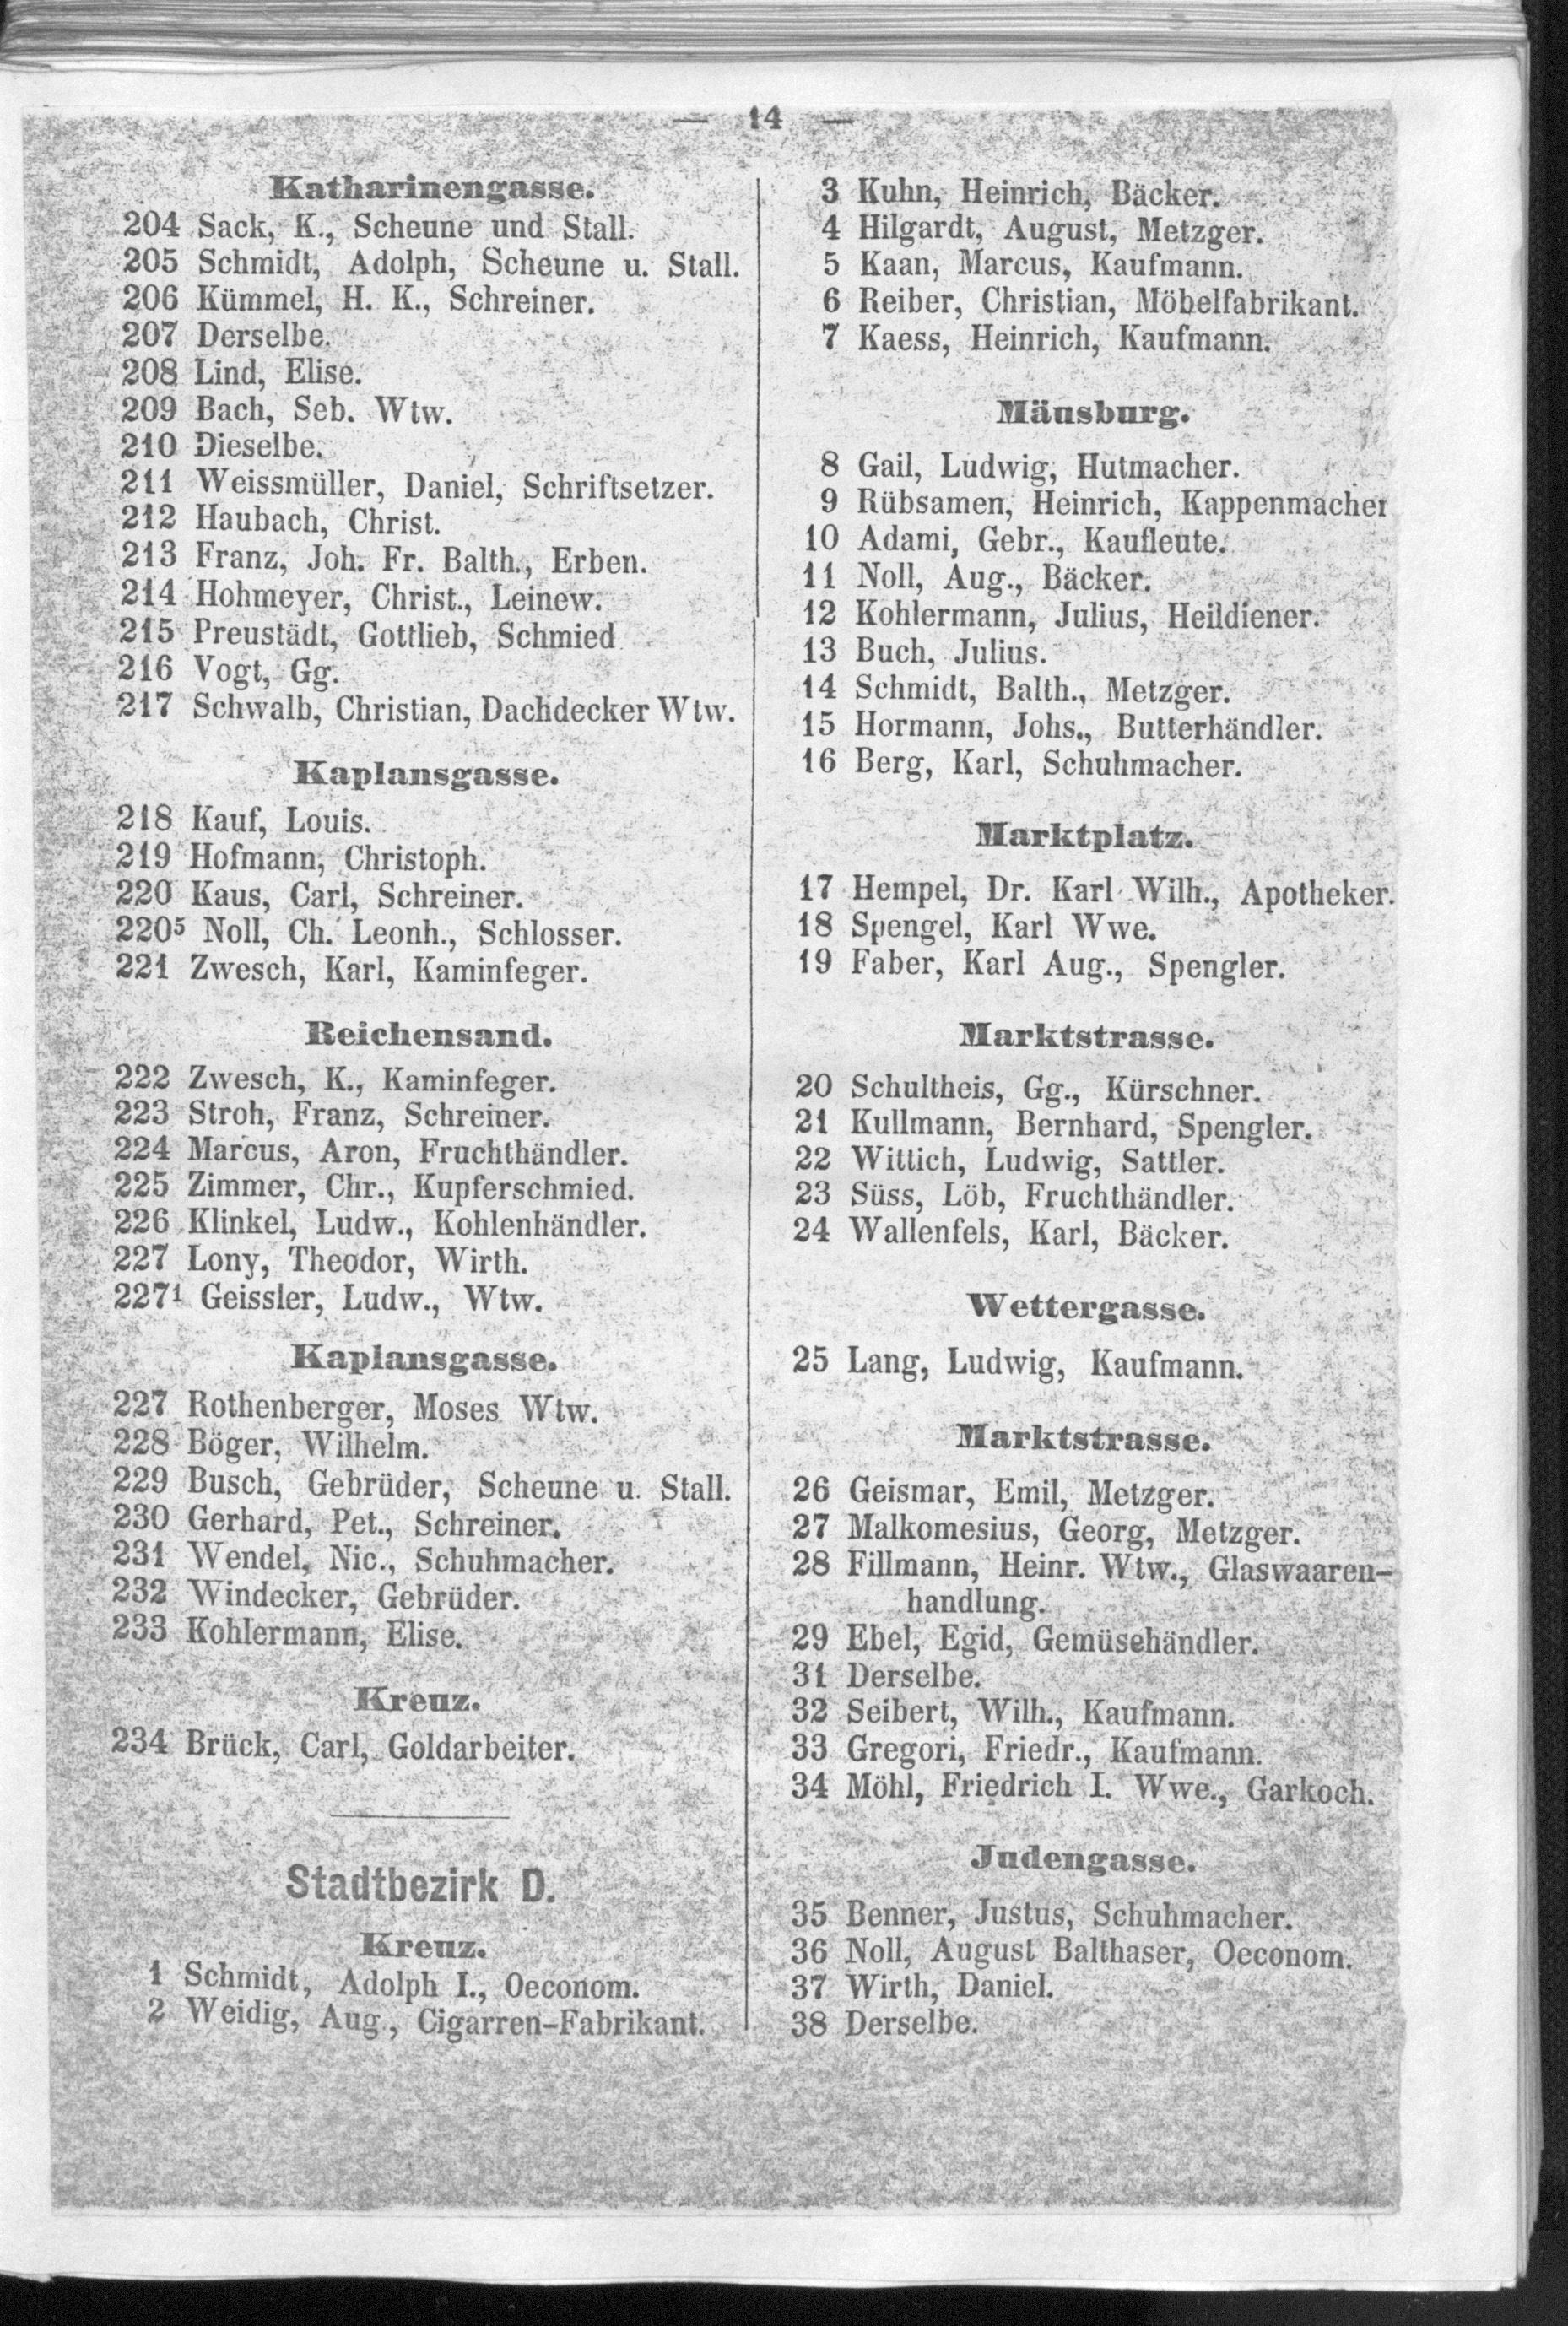 — 14 —
Katharinengasse.
204 Sack, K., Scheune und Stall.
205 Schmidt, Adolph, Scheune u. Stall.
206 Kümmel, H. K., Schreiner.
207 Derselbe.
208 Lind, Elise.
209 Bach, Seb. Wtw.
210 Dieselbe.
211 Weissmüller, Daniel, Schriftsetzer.
212 Haubach, Christ.
213 Franz, Joh. Fr. Balth., Erben.
214 Hohmeyer, Christ., Leinew.
215 Preustädt, Gottlieb, Schmied
216 Vogt, Gg.
217 Schwalb, Christian, Dachdecker Wtw.
Kaplansgasse.
218 Kauf, Louis.
219 Hofmann, Christoph.
220 Kaus, Carl, Schreiner.
220⁵ Noll, Ch. Leonh., Schlosser.
221 Zwesch, Karl, Kaminfeger.
Reichensand.
222 Zwesch, K., Kaminfeger.
223 Stroh, Franz, Schreiner.
224 Marcus, Aron, Fruchthändler.
225 Zimmer, Chr., Kupferschmied.
226 Klinkel, Ludw., Kohlenhändler.
227 Lony, Theodor, Wirth.
227¹ Geissler, Ludw., Wtw.
Kaplansgasse.
227 Rothenberger, Moses Wtw.
228 Böger, Wilhelm.
229 Busch, Gebrüder, Scheune u. Stall.
230 Gerhard, Pet., Schreiner.
231 Wendel, Nic., Schuhmacher.
232 Windecker, Gebrüder.
233 Kohlermann, Elise.
Kreuz.
234 Brück, Carl, Goldarbeiter.
Stadtbezirk D.
Kreuz.
1 Schmidt, Adolph I., Oeconom.
2 Weidig, Aug., Cigarren-Fabrikant.
3 Kuhn, Heinrich, Bäcker.
4 Hilgardt, August, Metzger.
5 Kaan, Marcus, Kaufmann.
6 Reiber, Christian, Möbelfabrikant.
7 Kaess, Heinrich, Kaufmann.
Mäusburg.
8 Gail, Ludwig, Hutmacher.
9 Rübsamen, Heinrich, Kappenmacher
10 Adami, Gebr., Kaufleute.
11 Noll, Aug., Bäcker.
12 Kohlermann, Julius, Heildiener.
13 Buch, Julius.
14 Schmidt, Balth., Metzger.
15 Hormann, Johs., Butterhändler.
16 Berg, Karl, Schuhmacher.
Marktplatz.
17 Hempel, Dr. Karl Wilh., Apotheker.
18 Spengel, Karl Wwe.
19 Faber, Karl Aug., Spengler.
Marktstrasse.
20 Schultheis, Gg., Kürschner.
21 Kullmann, Bernhard, Spengler.
22 Wittich, Ludwig, Sattler.
23 Süss, Löb, Fruchthändler.
24 Wallenfels, Karl, Bäcker.
Wettergasse.
25 Lang, Ludwig, Kaufmann.
Marktstrasse.
26 Geismar, Emil, Metzger.
27 Malkomesius, Georg, Metzger.
28 Fillmann, Heinr. Wtw., Glaswaaren-
handlung.
29 Ebel, Egid, Gemüsehändler.
31 Derselbe.
32 Seibert, Wilh., Kaufmann.
33 Gregori, Friedr., Kaufmann.
34 Möhl, Friedrich I. Wwe., Garkoch.
Judengasse.
35 Benner, Justus, Schuhmacher.
36 Noll, August Balthaser, Oeconom.
37 Wirth, Daniel.
38 Derselbe.